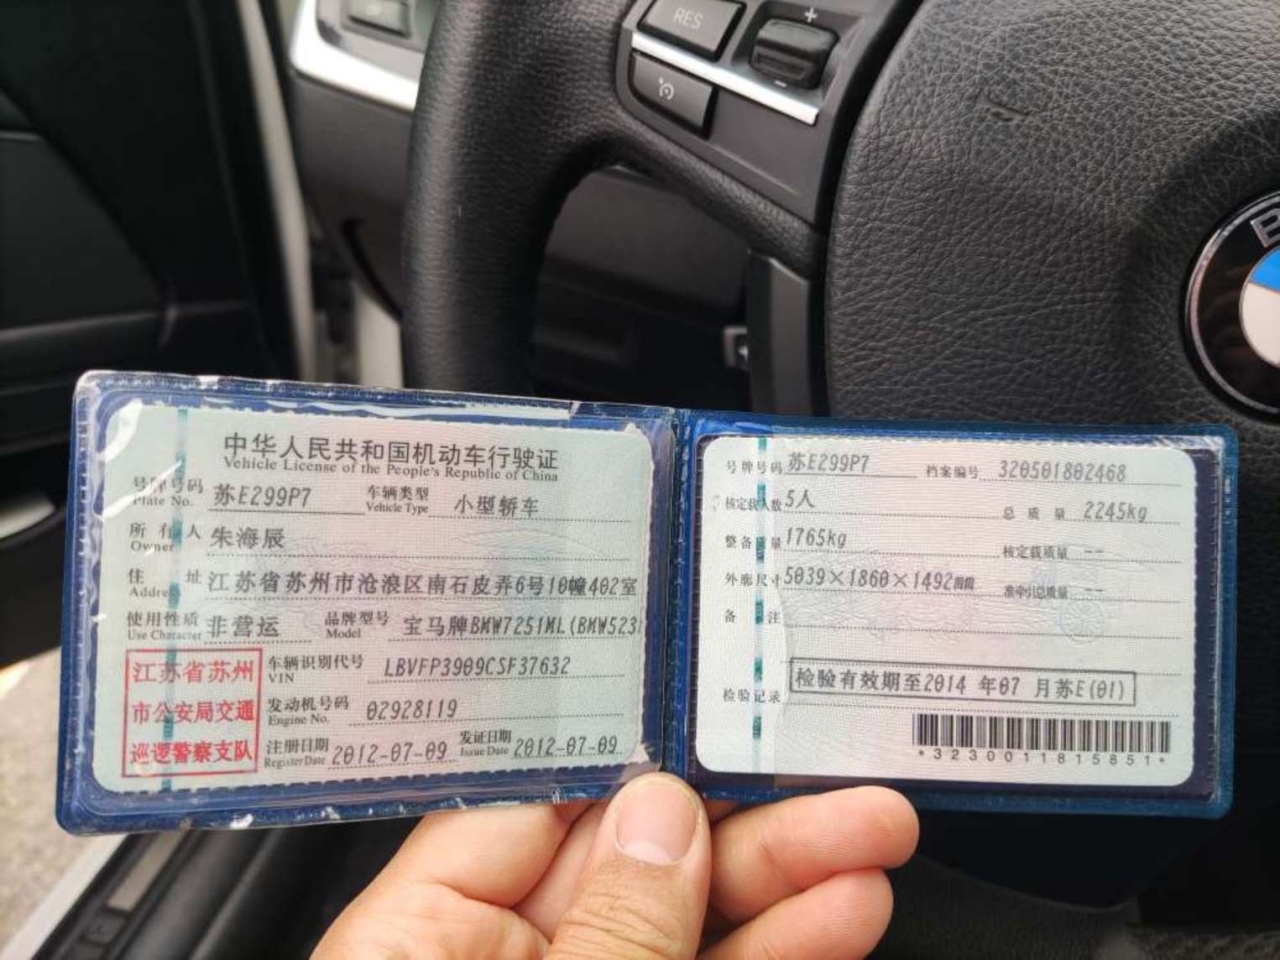 RES
+
-
B
中华人民共和国机动车行驶证
Vehicle License of the People's Republic of China
号牌号码 苏E299P7 车辆类型 小型轿车
Plate No. Vehicle Type
所有人 朱海辰
Owner
住址 江苏省苏州市沧浪区南石皮弄6号10幢402室
Address
使用性质 非营运 品牌型号 宝马牌BMW7251ML(BMW523
Use Character Model
江苏省苏州
市公安局交通
巡逻警察支队
车辆识别代号 LBVFP3909CSF37632
VIN
发动机号码 02928119
Engine No.
注册日期 2012-07-09 发证日期 2012-07-09
Register Date Issue Date
号牌号码 苏E299P7 档案编号 320501802468
核定载人数 5人 总质量 2245kg
整备质量 1765kg 核定载质量 --
外廓尺寸 5039×1860×1492mm 准牵引总质量 --
备注
检验记录 检验有效期至2014 年07 月苏E(01)
*3230011815851*